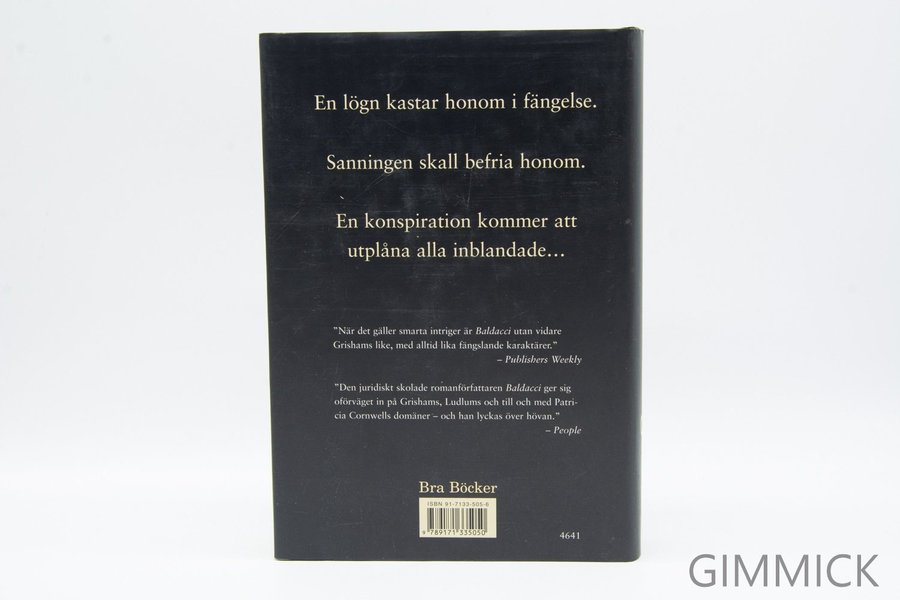 En lögn kastar honom i fängelse.
Sanningen skall befria honom.
En konspiration kommer att
utplåna alla inblandade...
"När det gäller smarta intriger är Baldacci utan vidare
Grishams like, med alltid lika fängslande karaktärer."
– Publishers Weekly
"Den juridiskt skolade romanförfattaren Baldacci ger sig
oförväget in på Grishams, Ludlums och till och med Patri-
cia Cornwells domäner – och han lyckas över hövan."
– People
Bra Böcker
ISBN 91-7133-505-8
9 789171 335050
4641
GIMMICK